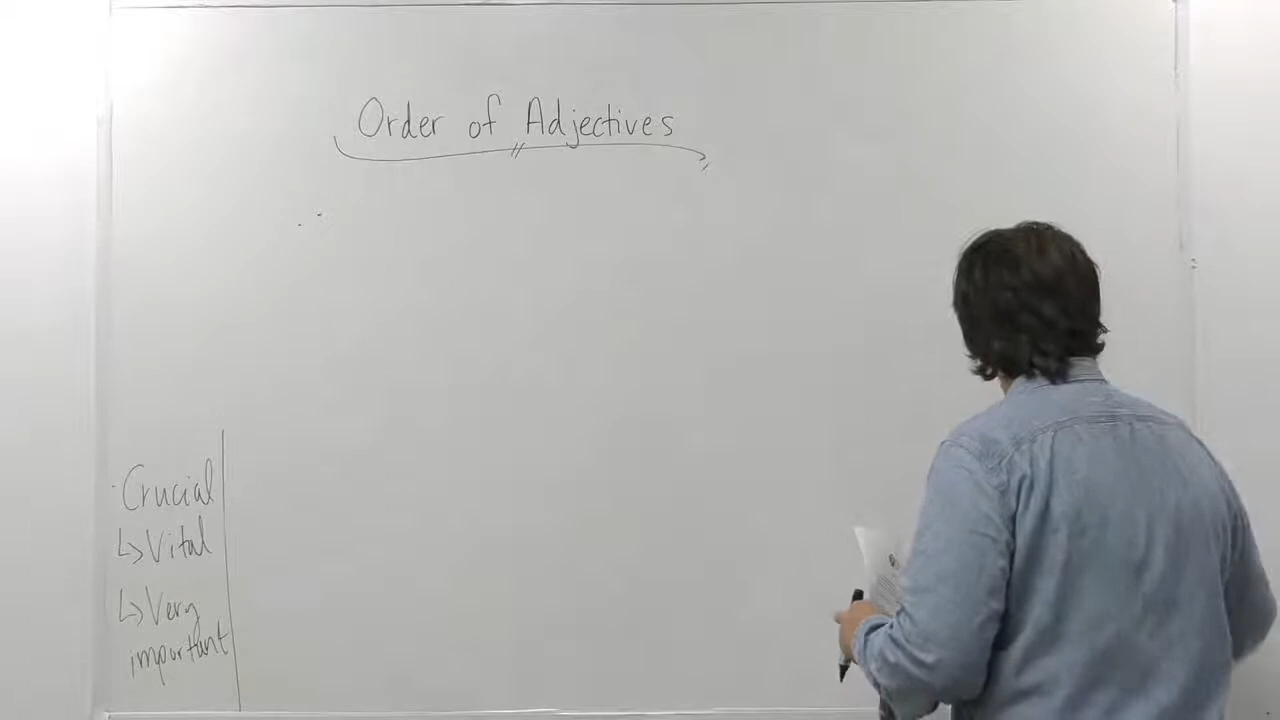 Order of Adjectives
Crucial
↳ Vital
↳ Very
important